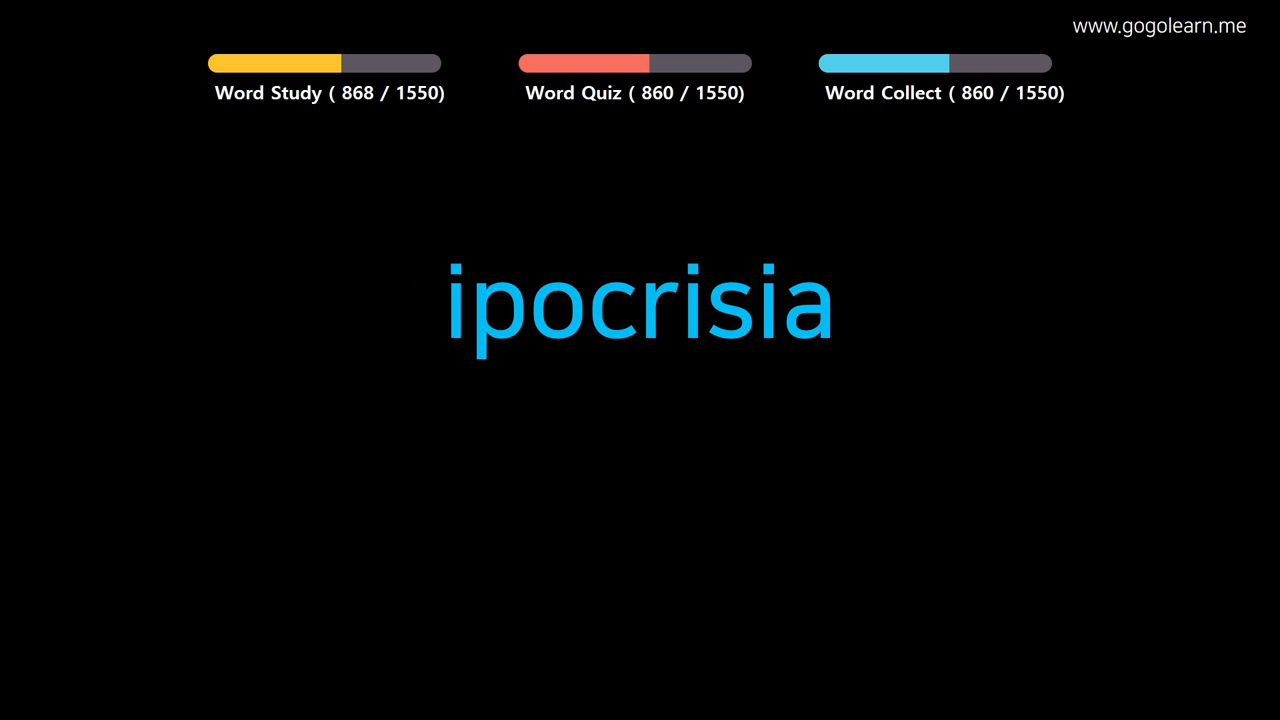 www.gogolearn.me
Word Study ( 868 / 1550)
Word Quiz ( 860 / 1550)
Word Collect ( 860 / 1550)
ipocrisia